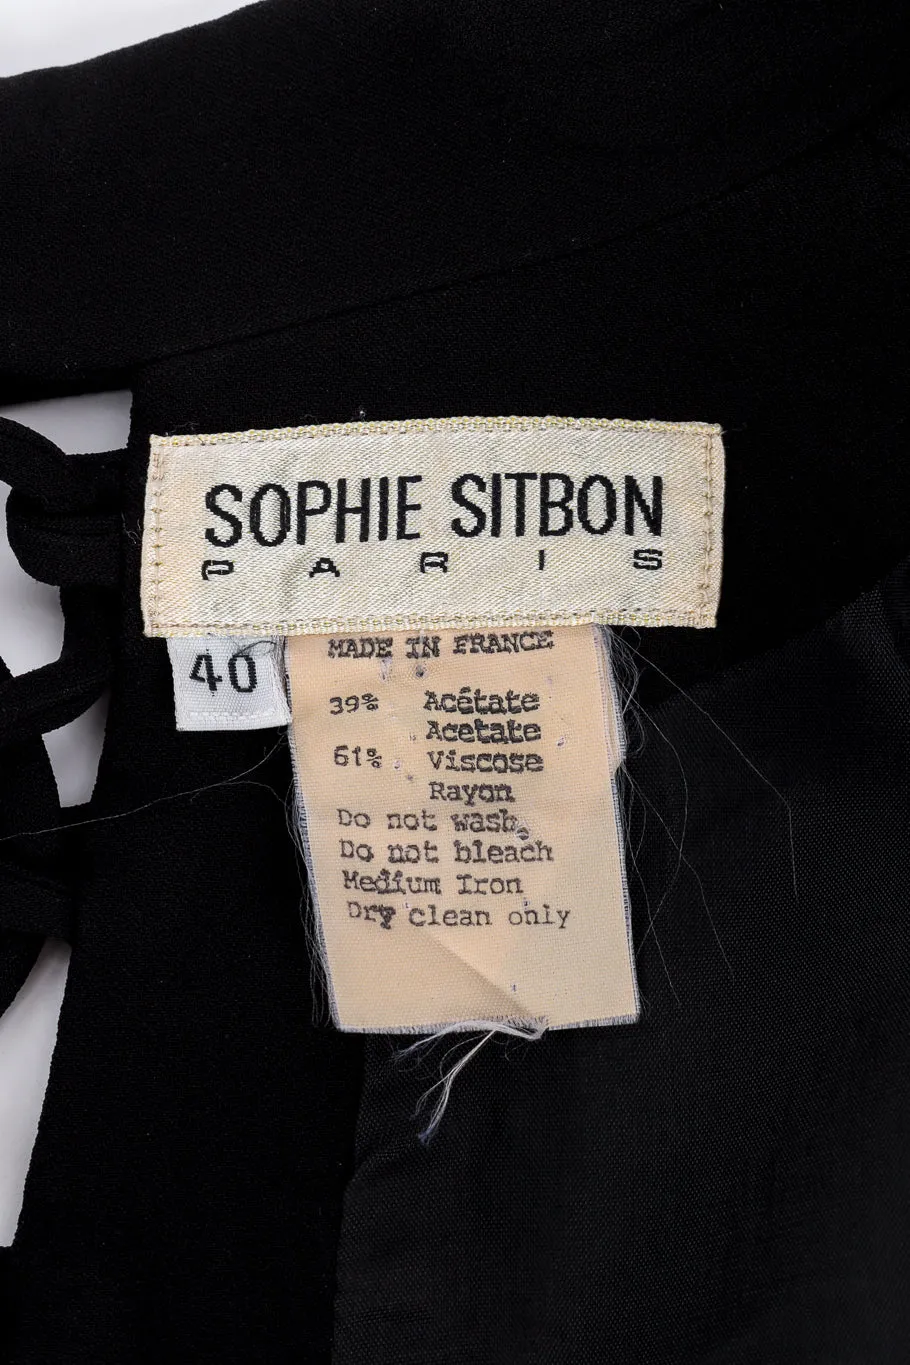 SOPHIE SITBON
PARIS
40
MADE IN FRANCE
39% Acétate
Acetate
61% Viscose
Rayon
Do not wash
Do not bleach
Medium Iron
Dry clean only